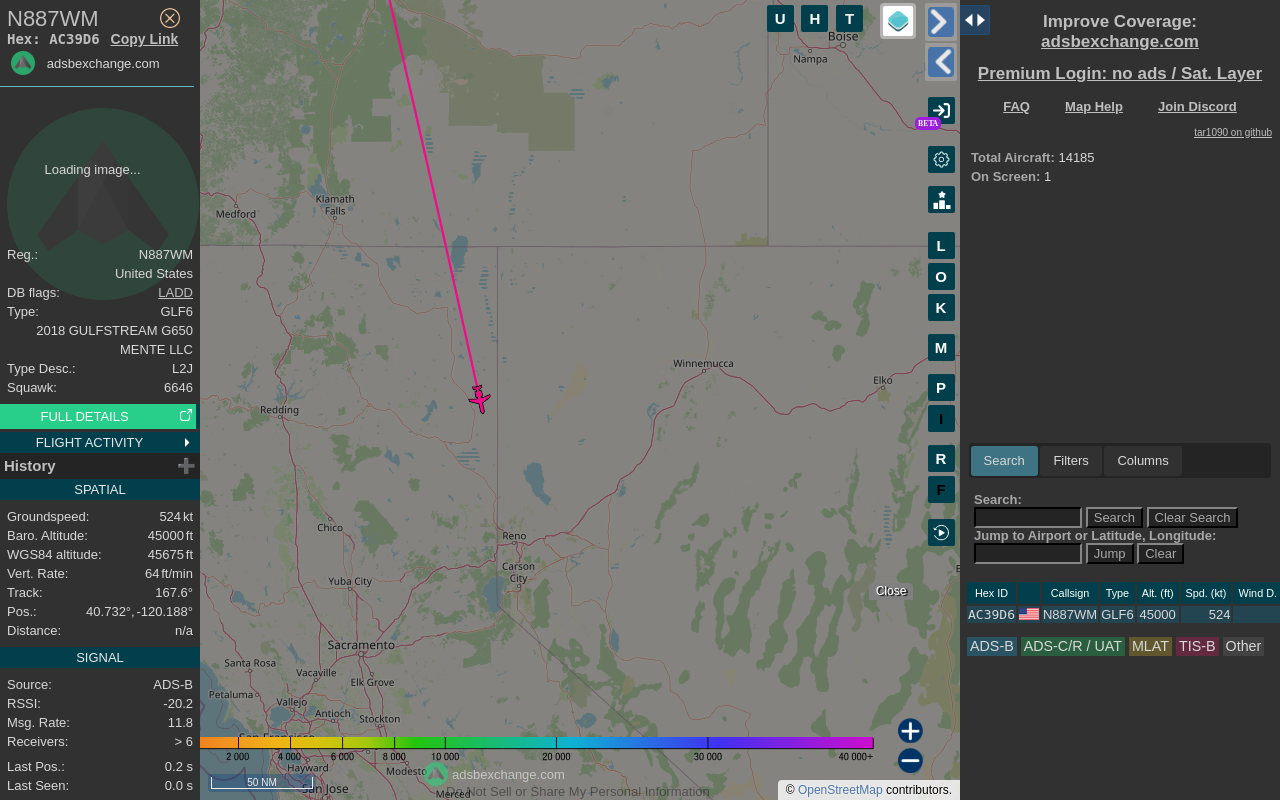 N887WM
Hex: AC39D6 Copy Link
adsbexchange.com
Loading image...
Reg.: N887WM
United States
DB flags: LADD
Type: GLF6
2018 GULFSTREAM G650
MENTE LLC
Type Desc.: L2J
Squawk: 6646
FULL DETAILS
FLIGHT ACTIVITY
History
SPATIAL
Groundspeed: 524 kt
Baro. Altitude: 45000 ft
WGS84 altitude: 45675 ft
Vert. Rate: 64 ft/min
Track: 167.6°
Pos.: 40.732°, -120.188°
Distance: n/a
SIGNAL
Source: ADS-B
RSSI: -20.2
Msg. Rate: 11.8
Receivers: > 6
Last Pos.: 0.2 s
Last Seen: 0.0 s
U H T
Boise
Nampa
BETA
Klamath
Falls
Medford
L
O
K
M
P
I
R
F
Winnemucca
Elko
Redding
Chico
Reno
Carson
City
Yuba City
Close
Sacramento
Santa Rosa
Vacaville
Elk Grove
Petaluma
Vallejo
Antioch
Stockton
San Francisco
2 000 4 000 6 000 8 000 10 000 20 000 30 000 40 000+
Hayward
Modesto
adsbexchange.com
50 NM
San Jose
Merced
Do Not Sell or Share My Personal Information
© OpenStreetMap contributors.
Improve Coverage:
adsbexchange.com
Premium Login: no ads / Sat. Layer
FAQ Map Help Join Discord
tar1090 on github
Total Aircraft: 14185
On Screen: 1
Search Filters Columns
Search:
Search Clear Search
Jump to Airport or Latitude, Longitude:
Jump Clear
Hex ID Callsign Type Alt. (ft) Spd. (kt) Wind D.
AC39D6 N887WM GLF6 45000 524
ADS-B ADS-C/R / UAT MLAT TIS-B Other